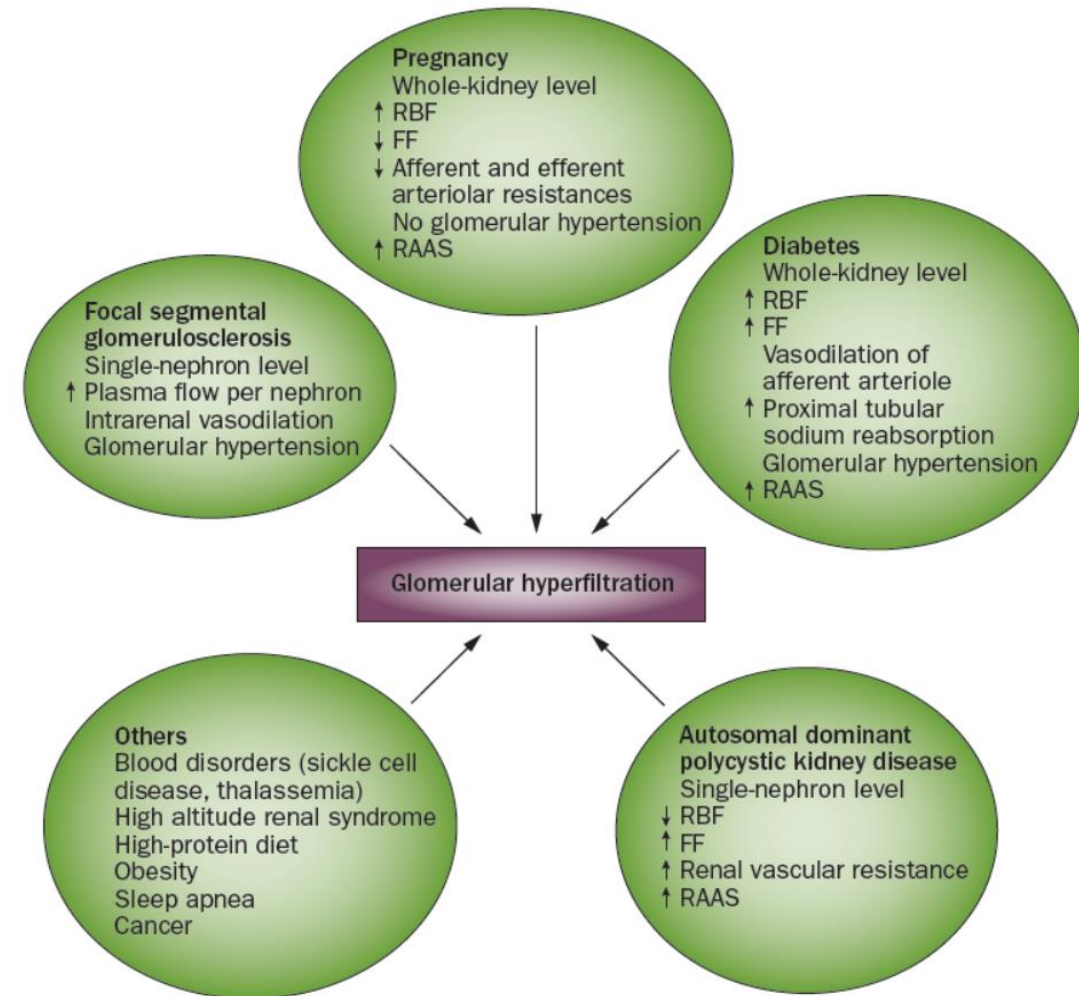 Pregnancy
Whole-kidney level
↑ RBF
↓ FF
↓ Afferent and efferent
arteriolar resistances
No glomerular hypertension
↑ RAAS
Focal segmental
glomerulosclerosis
Single-nephron level
↑ Plasma flow per nephron
Intrarenal vasodilation
Glomerular hypertension
Diabetes
Whole-kidney level
↑ RBF
↑ FF
Vasodilation of
afferent arteriole
↑ Proximal tubular
sodium reabsorption
Glomerular hypertension
↑ RAAS
Glomerular hyperfiltration
Others
Blood disorders (sickle cell
disease, thalassemia)
High altitude renal syndrome
High-protein diet
Obesity
Sleep apnea
Cancer
Autosomal dominant
polycystic kidney disease
Single-nephron level
↓ RBF
↑ FF
↑ Renal vascular resistance
↑ RAAS